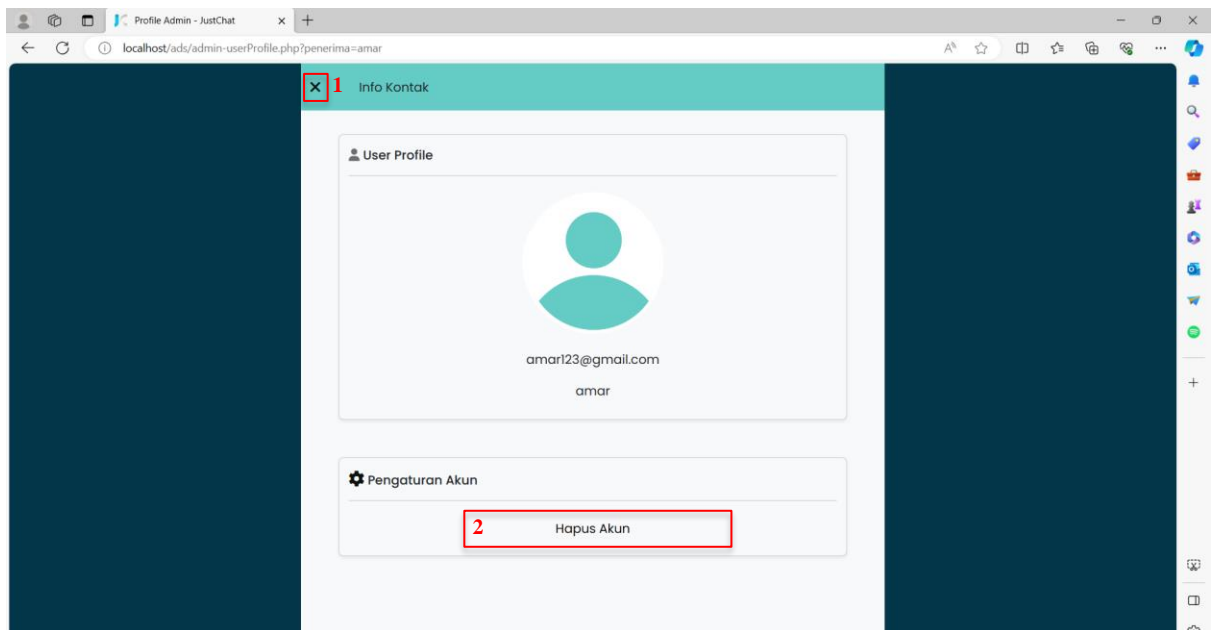 Profile Admin - JustChat
localhost/ads/admin-userProfile.php?penerima=amar
1 Info Kontak
User Profile
amar123@gmail.com
amar
Pengaturan Akun
2 Hapus Akun